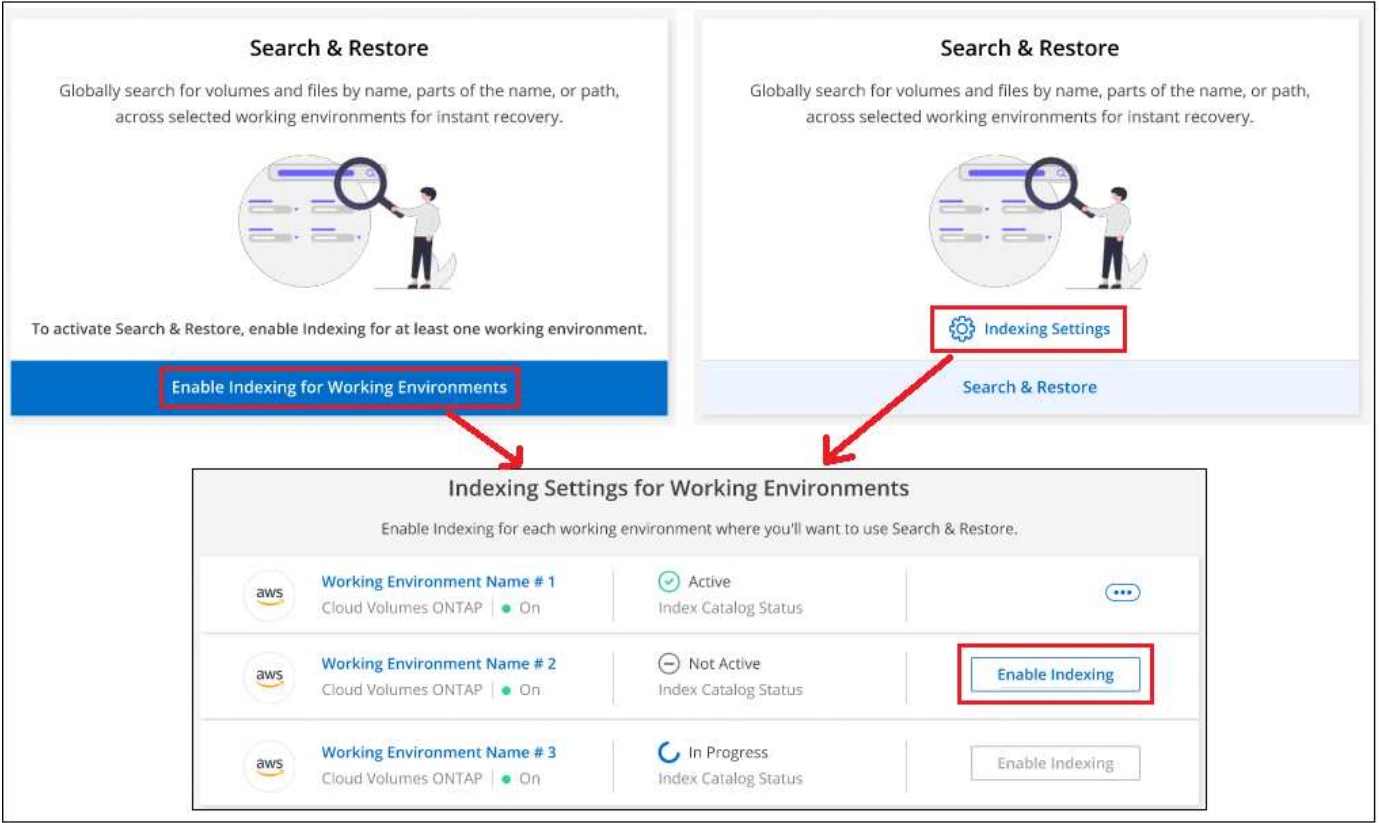 Search & Restore
Globally search for volumes and files by name, parts of the name, or path,
across selected working environments for instant recovery.
To activate Search & Restore, enable Indexing for at least one working environment.
Enable Indexing for Working Environments
Search & Restore
Globally search for volumes and files by name, parts of the name, or path,
across selected working environments for instant recovery.
Indexing Settings
Search & Restore
Indexing Settings for Working Environments
Enable Indexing for each working environment where you'll want to use Search & Restore.
aws
Working Environment Name # 1
Cloud Volumes ONTAP | On
Active
Index Catalog Status
aws
Working Environment Name # 2
Cloud Volumes ONTAP | On
Not Active
Index Catalog Status
Enable Indexing
aws
Working Environment Name # 3
Cloud Volumes ONTAP | On
In Progress
Index Catalog Status
Enable Indexing